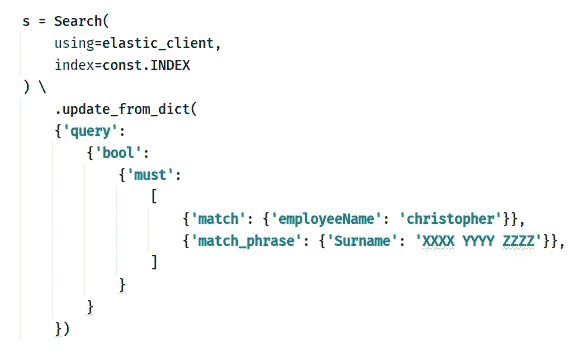 s = Search(
    using=elastic_client,
    index=const.INDEX
) \
    .update_from_dict(
    {'query':
        {'bool':
            {'must':
                [
                    {'match': {'employeeName': 'christopher'}},
                    {'match_phrase': {'Surname': 'XXXX YYYY ZZZZ'}},
                ]
            }
        }
    })